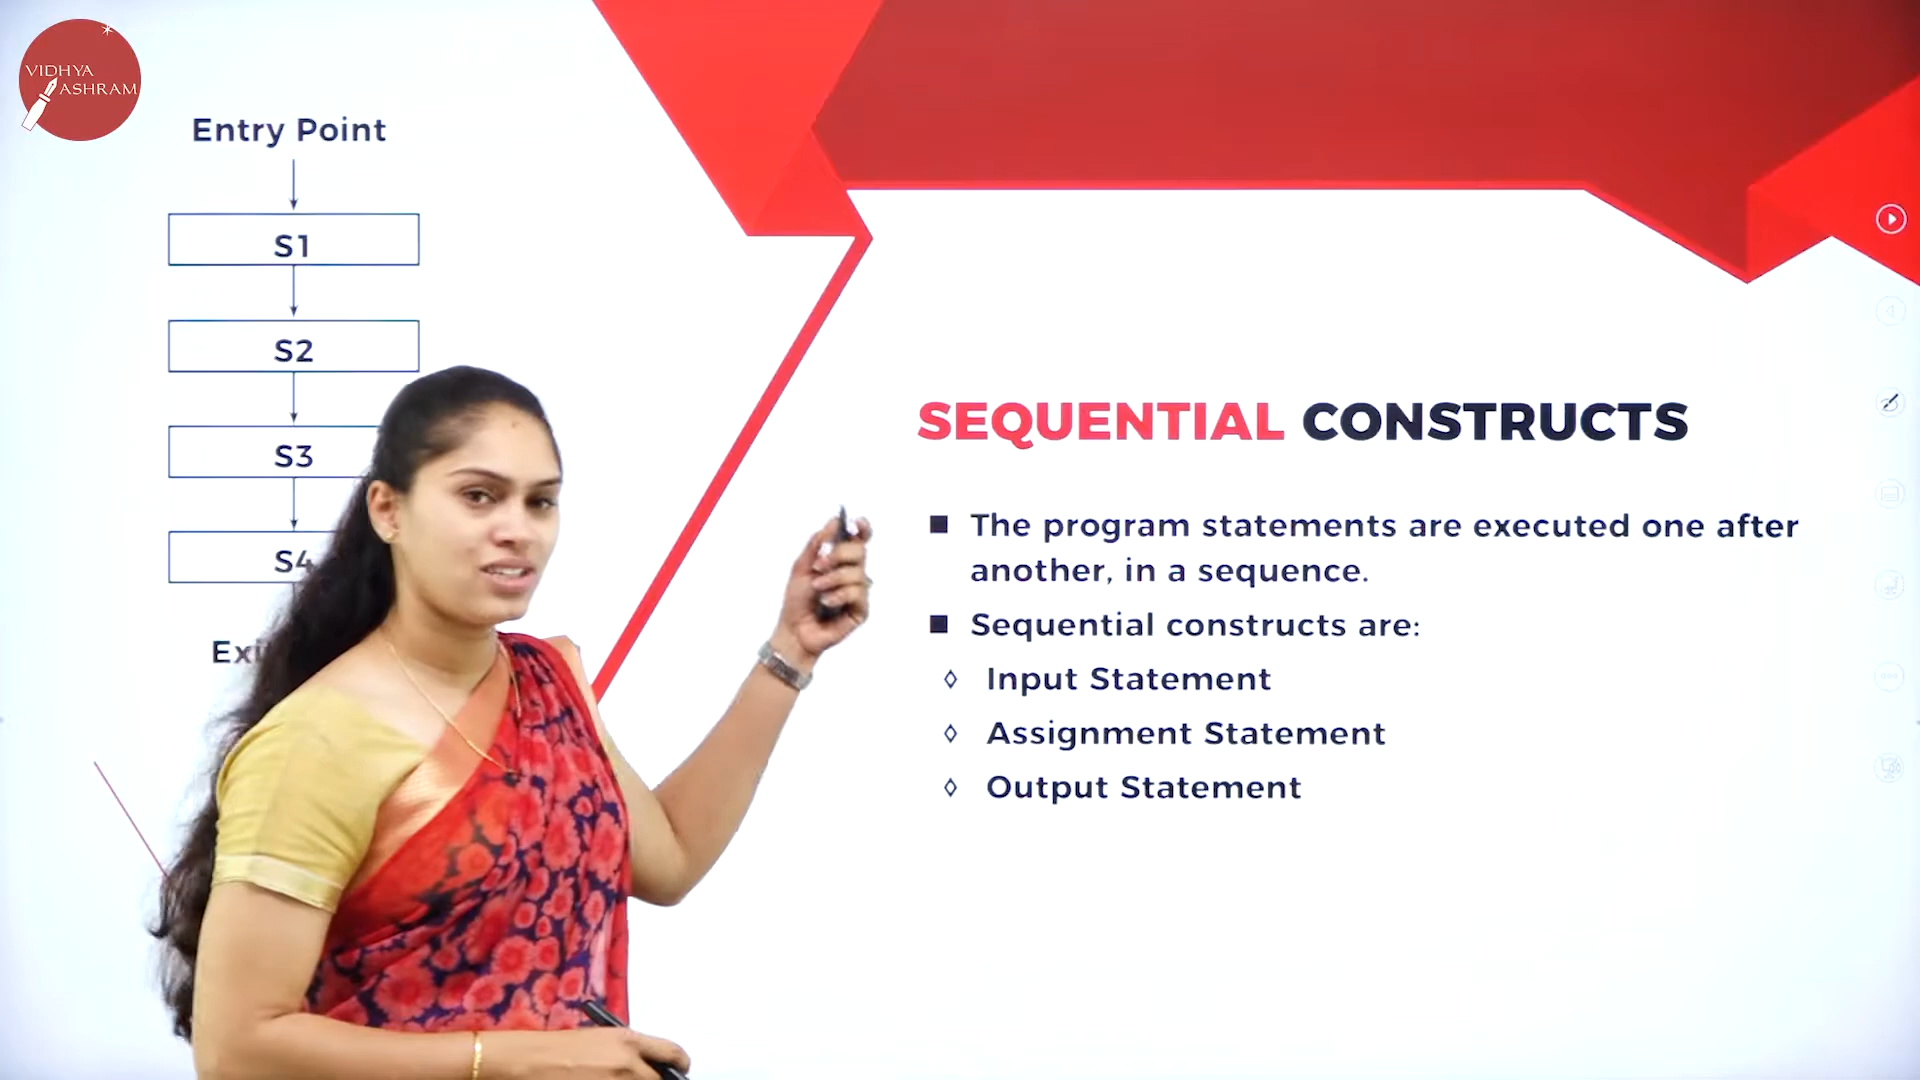 VIDHYA
ASHRAM
Entry Point
S1
S2
S3
S4
SEQUENTIAL CONSTRUCTS
The program statements are executed one after
another, in a sequence.
Sequential constructs are:
Input Statement
Assignment Statement
Output Statement